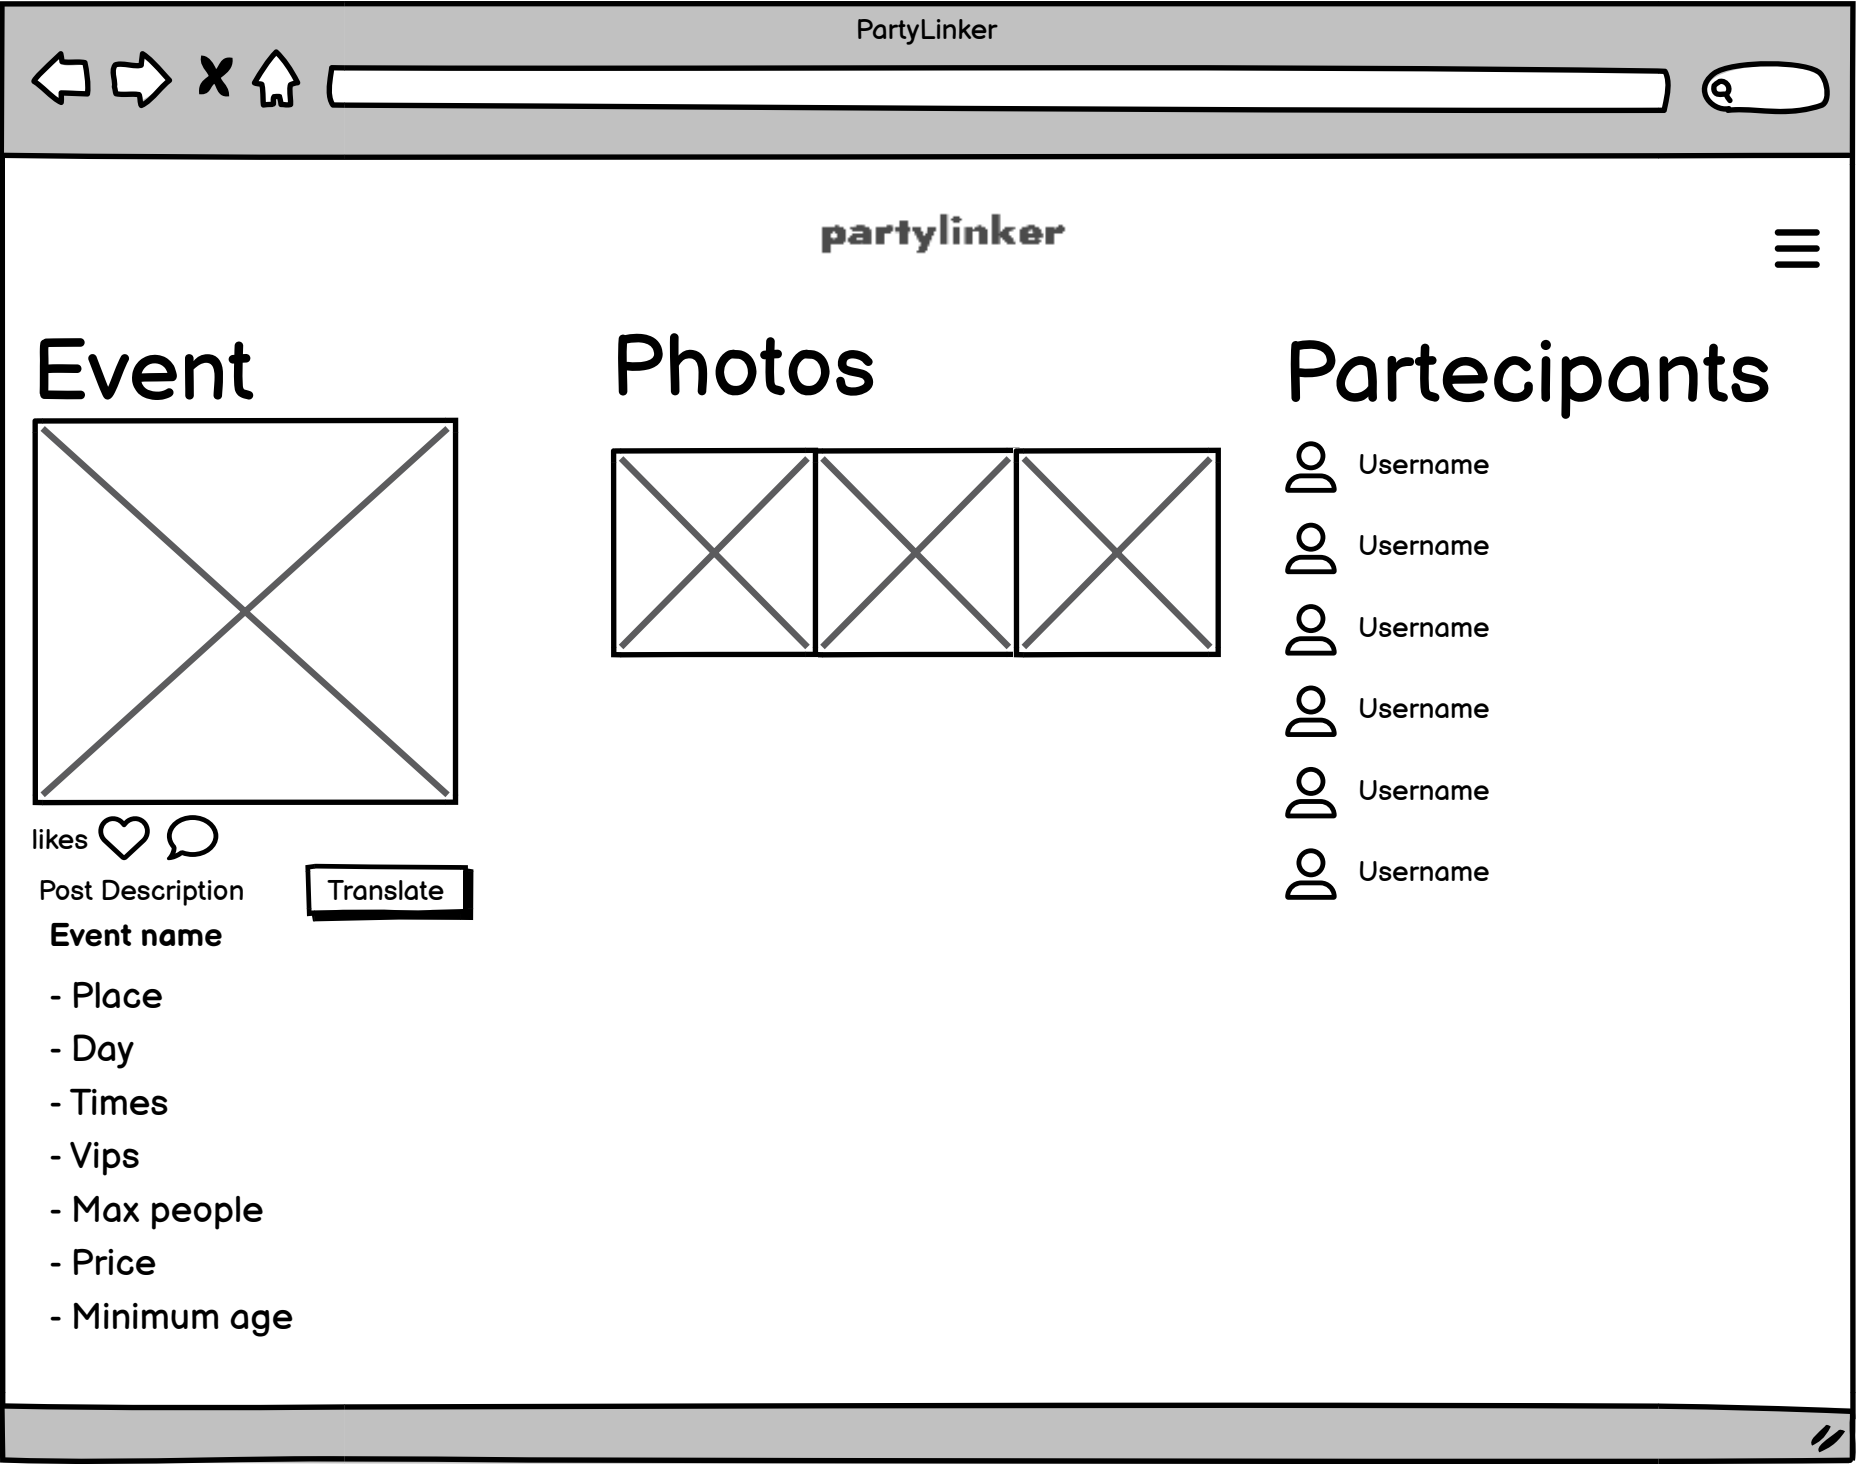 PartyLinker
partylinker
Event
Photos
Partecipants
likes
Post Description
Translate
Event name
- Place
- Day
- Times
- Vips
- Max people
- Price
- Minimum age
Username
Username
Username
Username
Username
Username